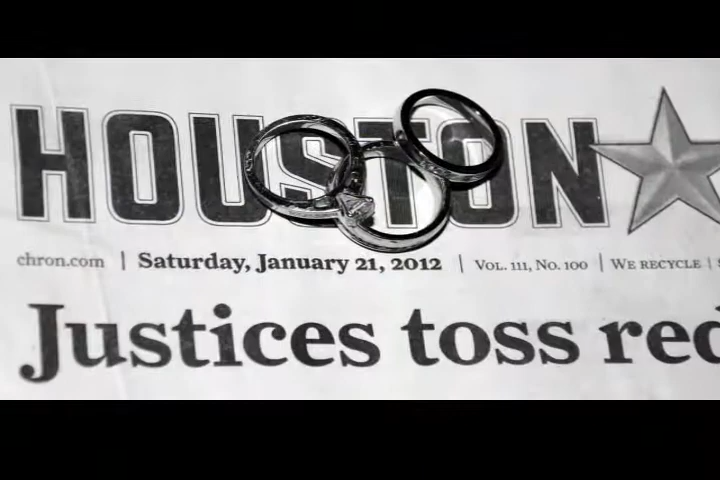 HOUSTON
chron.com | Saturday, January 21, 2012 | VOL. 111, NO. 100 | WE RECYCLE |
Justices toss